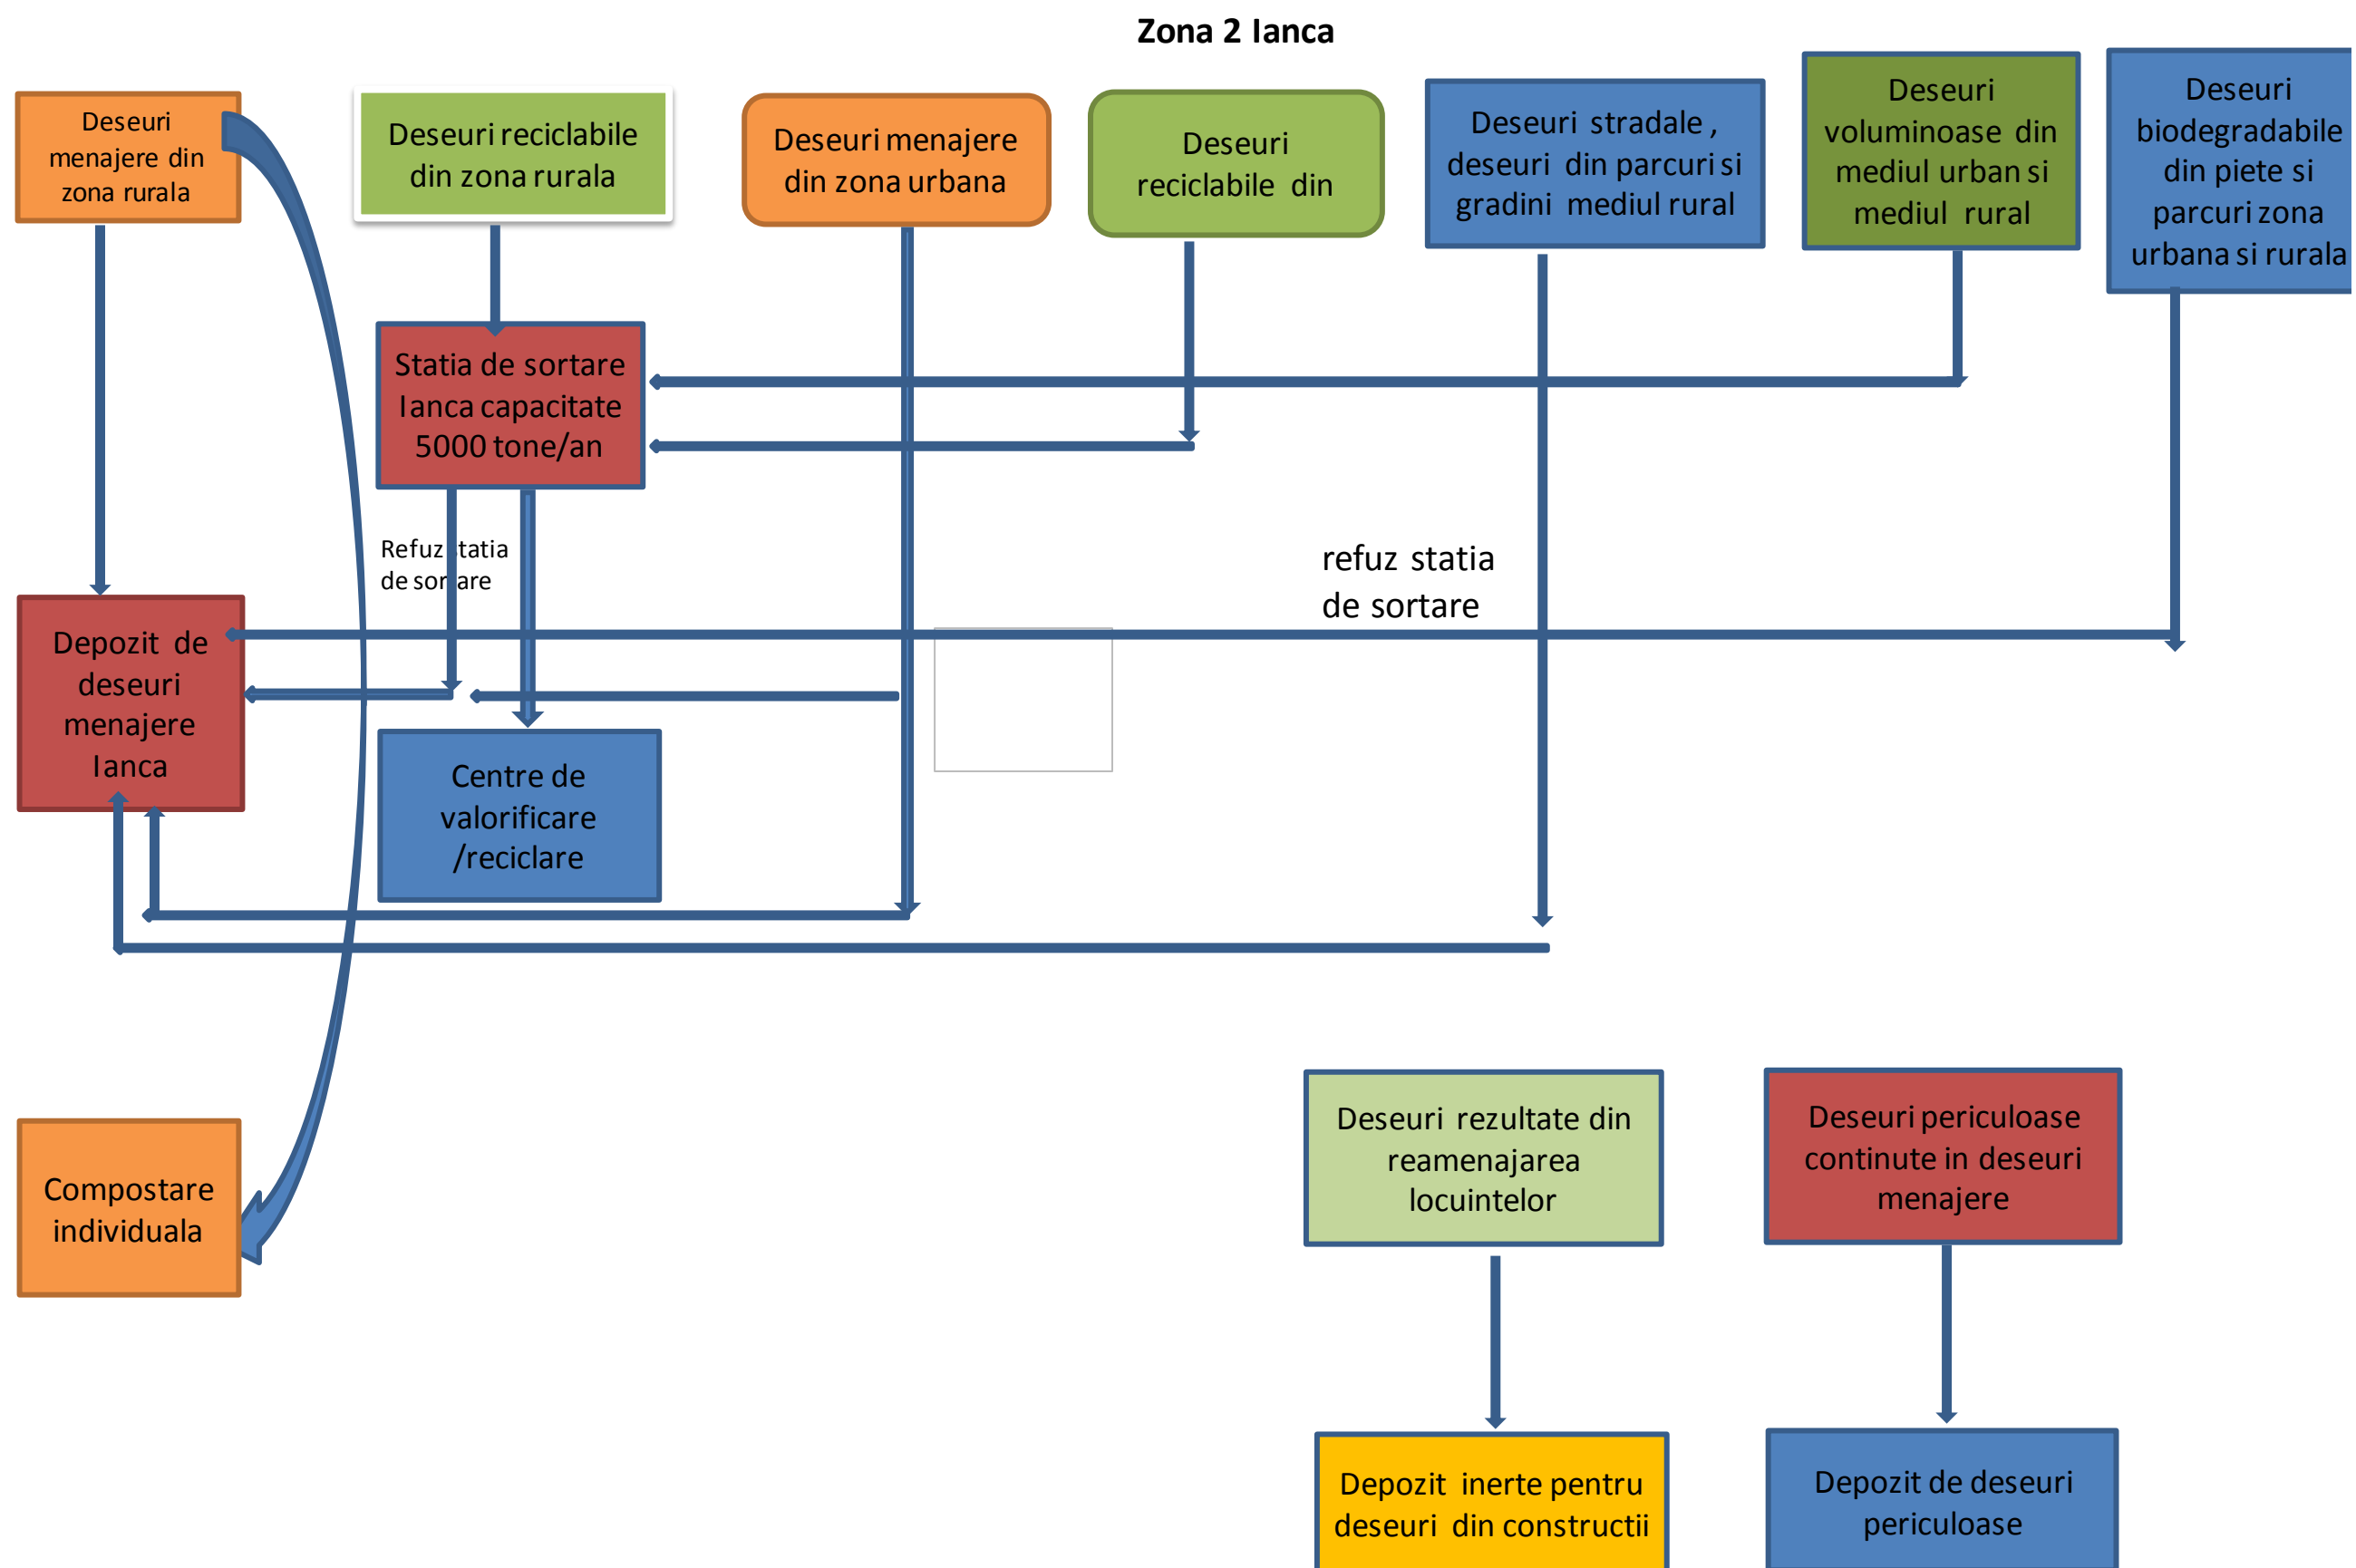 Zona 2 Ianca
Deseuri
menajere din
zona rurala
Deseuri reciclabile
din zona rurala
Deseuri menajere
din zona urbana
Deseuri
reciclabile din
Deseuri stradale ,
deseuri din parcuri si
gradini mediul rural
Deseuri
voluminoase din
mediul urban si
mediul rural
Deseuri
biodegradabile
din piete si
parcuri zona
urbana si rurala
Statia de sortare
Ianca capacitate
5000 tone/an
Refuz statia
de sortare
refuz statia
de sortare
Depozit de
deseuri
menajere
Ianca
Centre de
valorificare
/reciclare
Compostare
individuala
Deseuri rezultate din
reamenajarea
locuintelor
Deseuri periculoase
continute in deseuri
menajere
Depozit inerte pentru
deseuri din constructii
Depozit de deseuri
periculoase